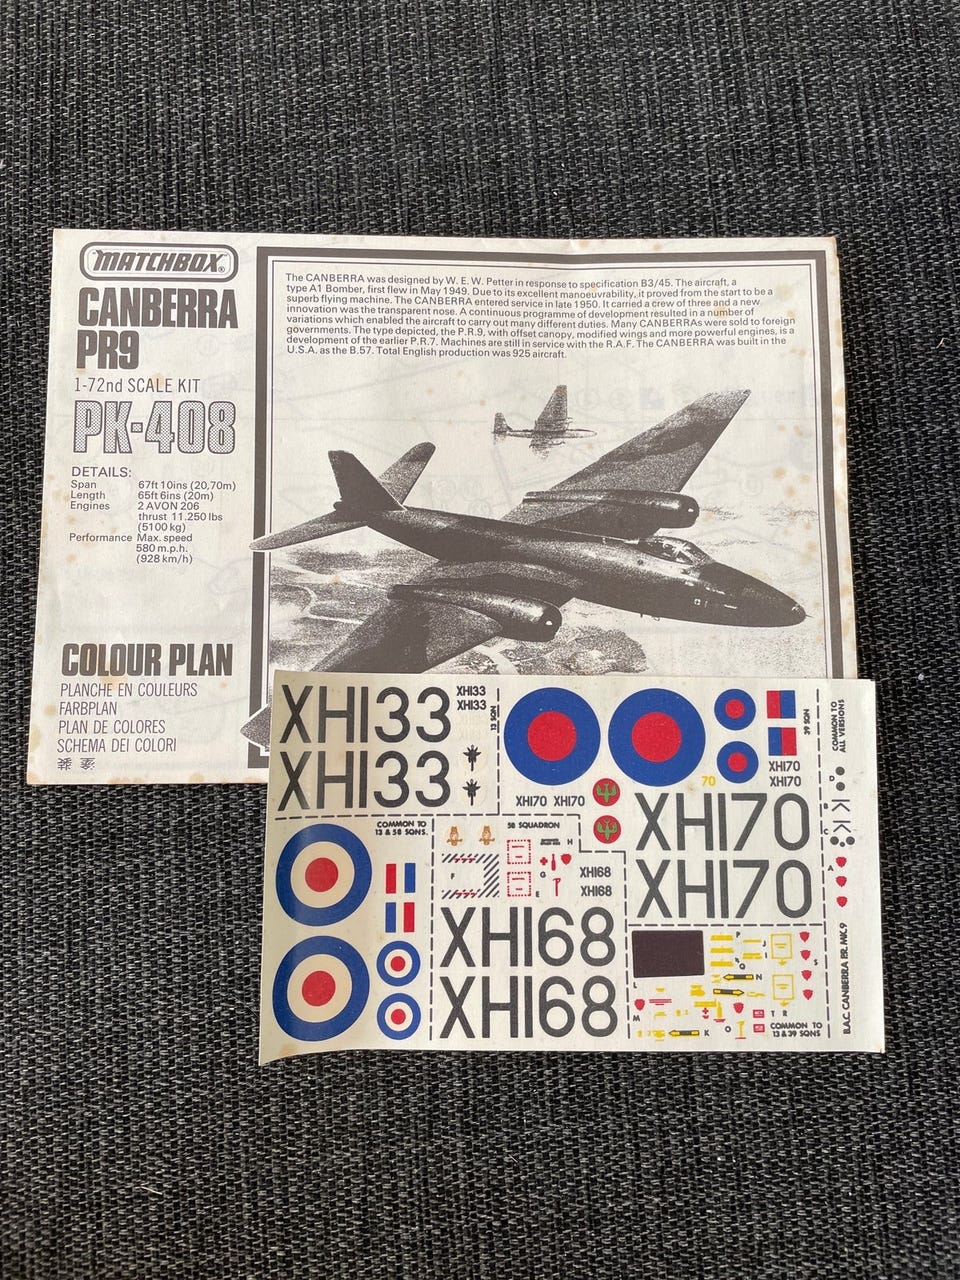 MATCHBOX
CANBERRA
PR9
1-72nd SCALE KIT
PK-408
DETAILS:
Span 67ft 10ins (20,70m)
Length 65ft 6ins (20m)
Engines 2 AVON 206
thrust 11.250 lbs
(5100 kg)
Performance Max. speed
580 m.p.h.
(928 km/h)
COLOUR PLAN
PLANCHE EN COULEURS
FARBPLAN
PLAN DE COLORES
SCHEMA DEI COLORI
塗装
The CANBERRA was designed by W. E. W. Petter in response to specification B3/45. The aircraft, a
type A1 Bomber, first flew in May 1949. Due to its excellent manoeuvrability, it proved from the start to be a
superb flying machine. The CANBERRA entered service in late 1950. It carried a crew of three and a new
innovation was the transparent nose. A continuous programme of development resulted in a number of
variations which enabled the aircraft to carry out many different duties. Many CANBERRAs were sold to foreign
governments. The type depicted, the P.R.9, with offset canopy, modified wings and more powerful engines, is a
development of the earlier P.R.7. Machines are still in service with the R.A.F. The CANBERRA was built in the
U.S.A. as the B.57. Total English production was 925 aircraft.
XH133
XH133
XH133
XH133
13 SQN
39 SQN
XH170
XH170
70
XH170 XH170
XH170
XH170
COMMON TO
ALL VERSIONS
D
B
K
K
C
A
B.A.C. CANBERRA P.R. MK.9
COMMON TO
13 & 58 SQNS.
58 SQUADRON
H
F
G
E
XH168
XH168
XH168
XH168
P
J
Q
N
S
L
M
K
O
T R
COMMON TO
13 & 39 SQNS